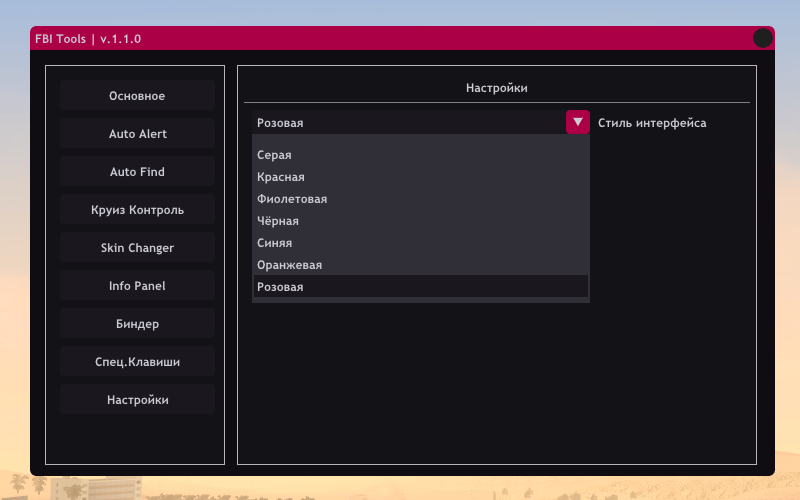 FBI Tools | v.1.1.0
Основное
Auto Alert
Auto Find
Круиз Контроль
Skin Changer
Info Panel
Биндер
Спец.Клавиши
Настройки
Настройки
Розовая
Стиль интерфейса
Серая
Красная
Фиолетовая
Чёрная
Синяя
Оранжевая
Розовая